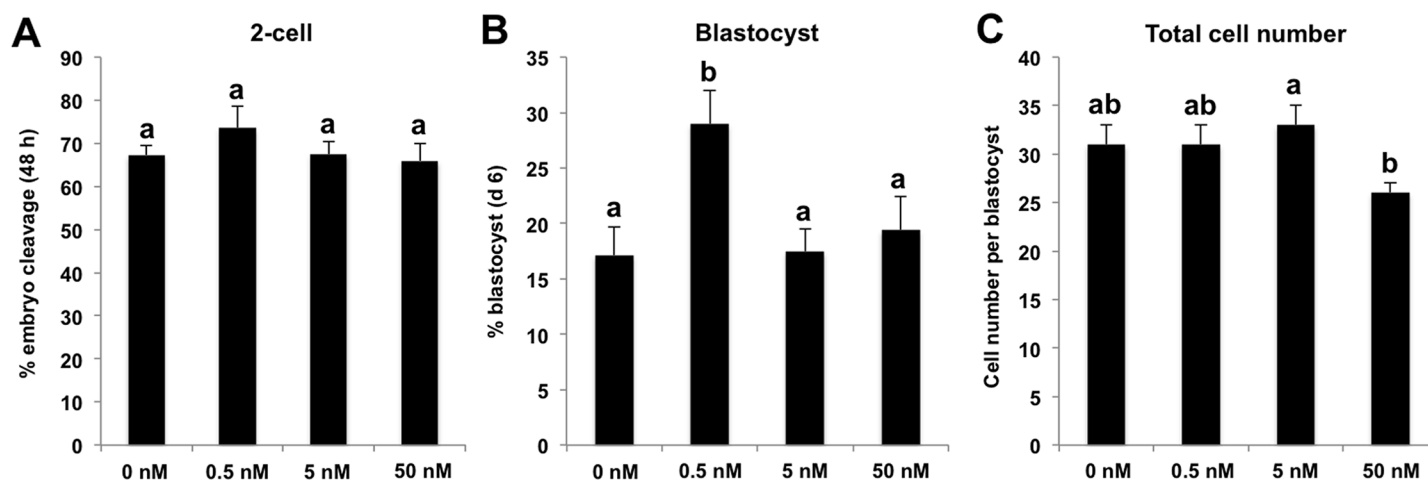 A
2-cell
% embryo cleavage (48 h)
90
80
70
60
50
40
30
20
10
0
a
a
a
a
0 nM
0.5 nM
5 nM
50 nM
B
Blastocyst
% blastocyst (d 6)
35
30
25
20
15
10
5
0
a
b
a
a
0 nM
0.5 nM
5 nM
50 nM
C
Total cell number
Cell number per blastocyst
40
35
30
25
20
15
10
5
0
ab
ab
a
b
0 nM
0.5 nM
5 nM
50 nM